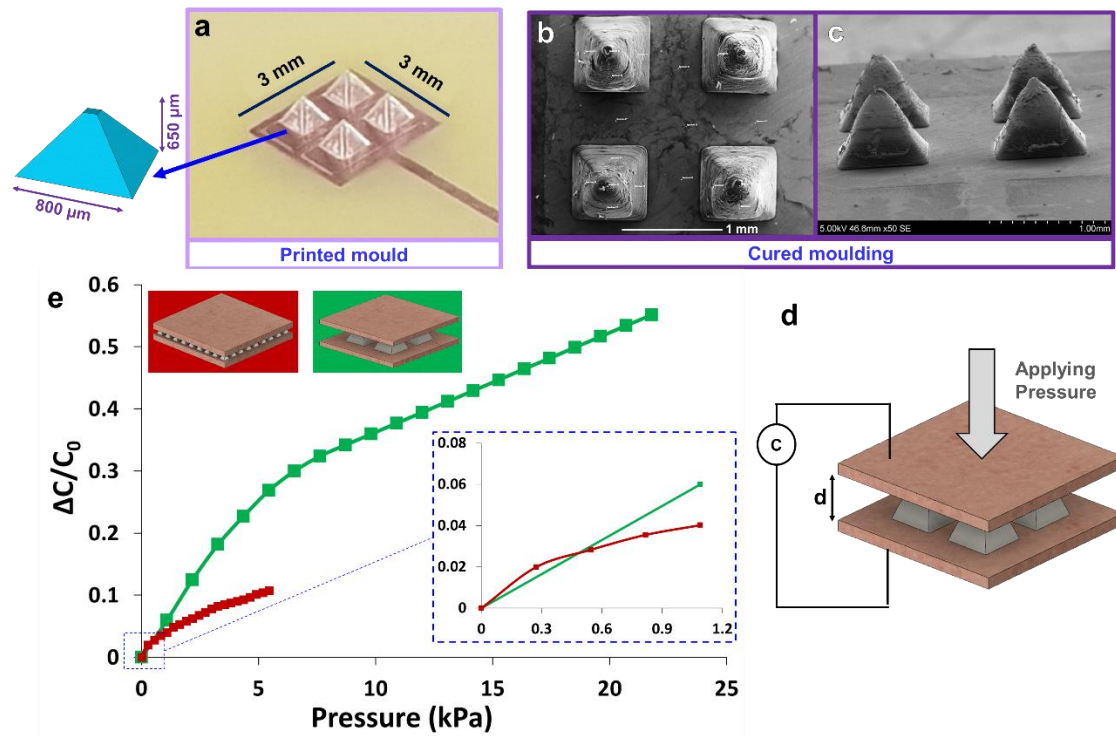 a
3 mm
3 mm
650 µm
800 µm
Printed mould
b
1 mm
c
5.00kV 46.6mm x50 SE
1.00mm
Cured moulding
e
0.6
0.5
0.4
0.3
0.2
0.1
0
ΔC/C₀
0
5
10
15
20
25
Pressure (kPa)
0.08
0.06
0.04
0.02
0
0
0.3
0.6
0.9
1.2
d
Applying
Pressure
C
d